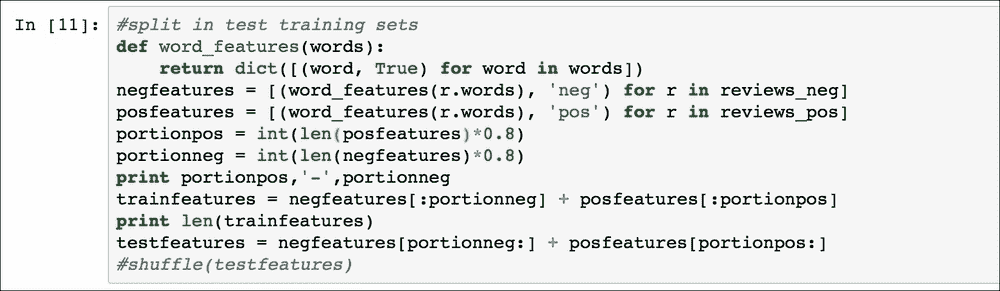 In [11]: #split in test training sets
def word_features(words):
    return dict([(word, True) for word in words])
negfeatures = [(word_features(r.words), 'neg') for r in reviews_neg]
posfeatures = [(word_features(r.words), 'pos') for r in reviews_pos]
portionpos = int(len(posfeatures)*0.8)
portionneg = int(len(negfeatures)*0.8)
print portionpos,'-',portionneg
trainfeatures = negfeatures[:portionneg] + posfeatures[:portionpos]
print len(trainfeatures)
testfeatures = negfeatures[portionneg:] + posfeatures[portionpos:]
#shuffle(testfeatures)